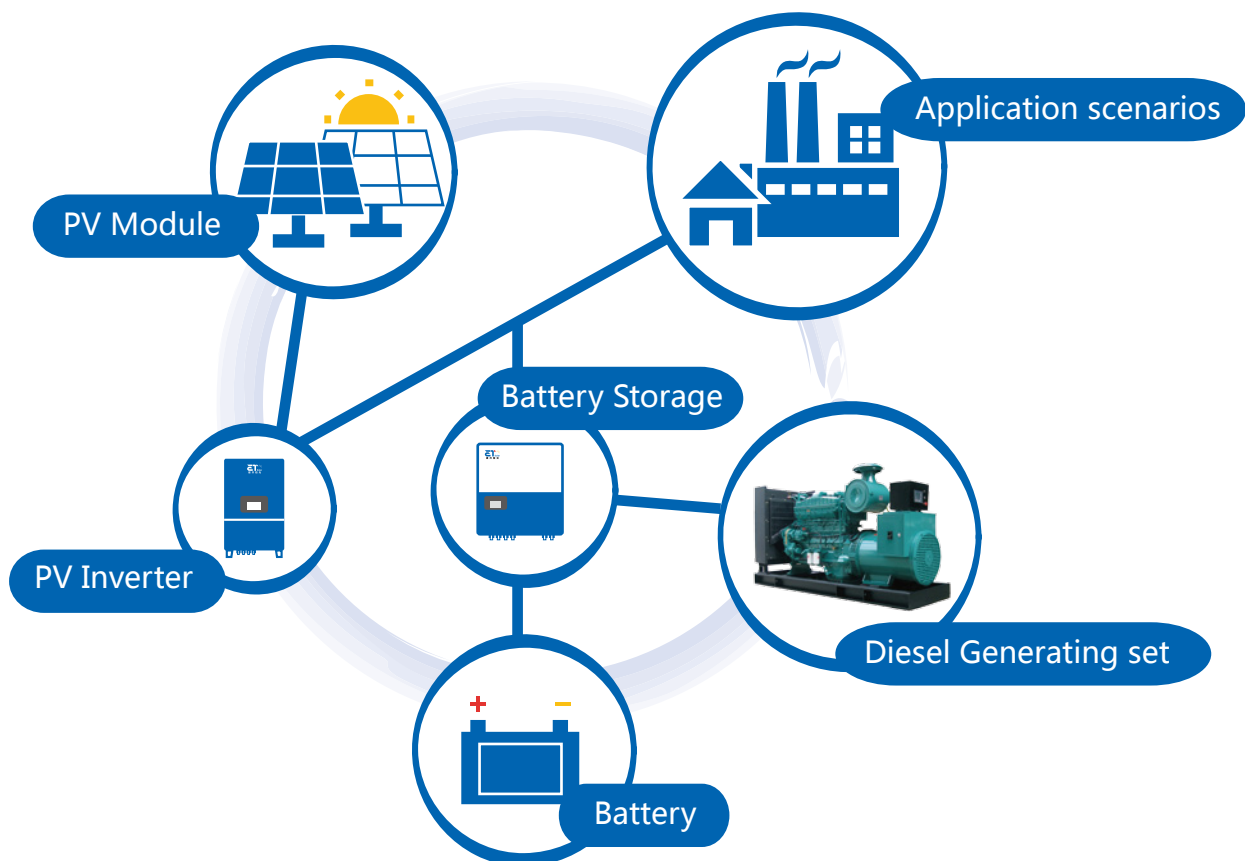 PV Module
Application scenarios
Battery Storage
PV Inverter
Diesel Generating set
Battery
+
−